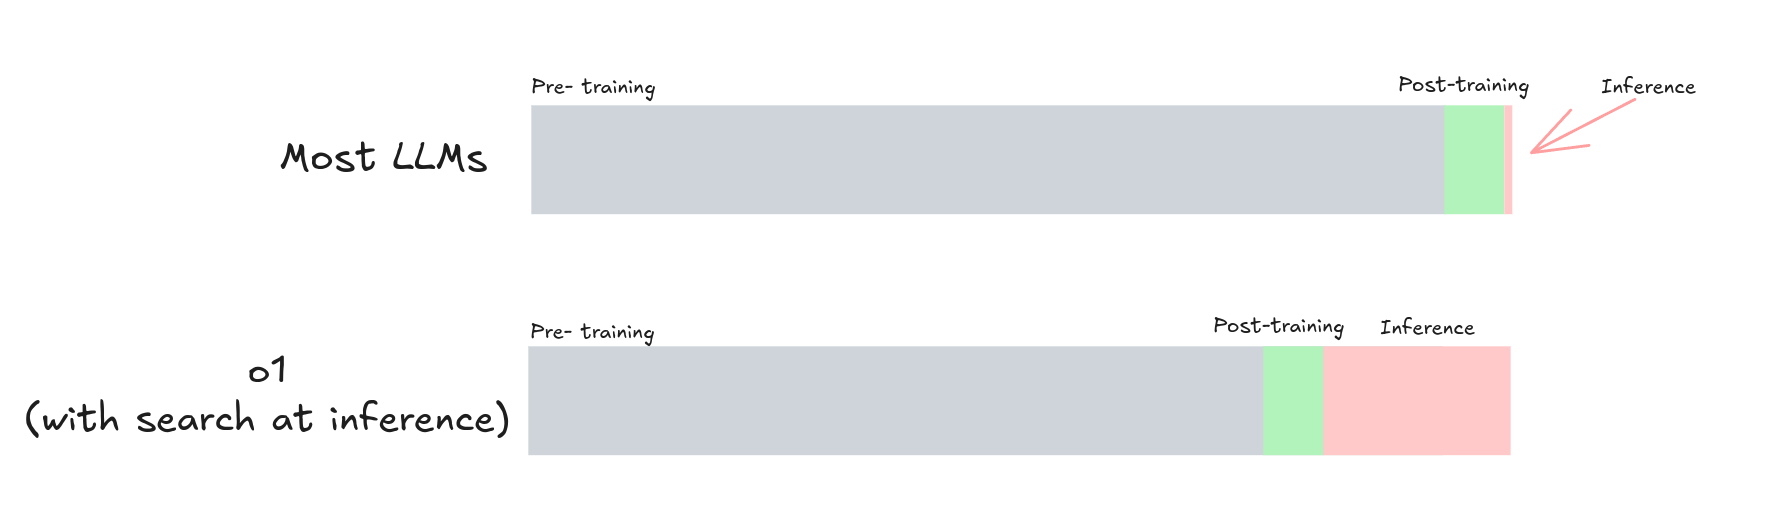 Pre- training
Post-training
Inference
Most LLMs
Pre- training
Post-training
Inference
o1
(with search at inference)